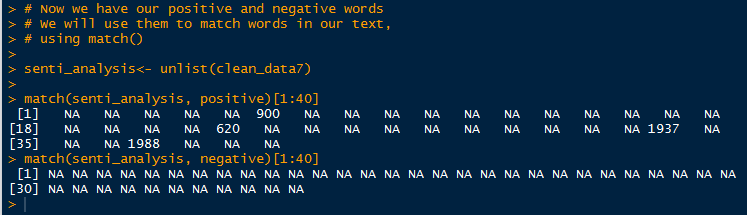 > # Now we have our positive and negative words
> # We will use them to match words in our text,
> # using match()
>
> senti_analysis<- unlist(clean_data7)
>
> match(senti_analysis, positive)[1:40]
[1] NA NA NA NA NA 900 NA NA NA NA NA NA NA NA NA NA NA
[18] NA NA NA NA 620 NA NA NA NA NA NA NA NA NA NA 1937 NA
[35] NA NA 1988 NA NA NA
> match(senti_analysis, negative)[1:40]
[1] NA NA NA NA NA NA NA NA NA NA NA NA NA NA NA NA NA NA NA NA NA NA NA NA NA NA NA NA NA
[30] NA NA NA NA NA NA NA NA NA NA NA
>